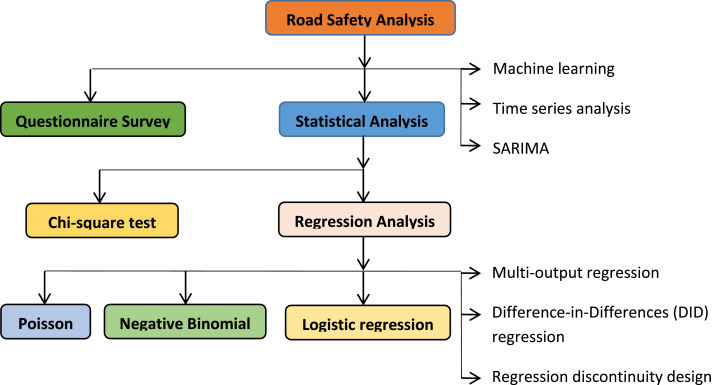 Road Safety Analysis
Machine learning
Questionnaire Survey
Statistical Analysis
Time series analysis
SARIMA
Chi-square test
Regression Analysis
Multi-output regression
Poisson
Negative Binomial
Logistic regression
Difference-in-Differences (DID)
regression
Regression discontinuity design